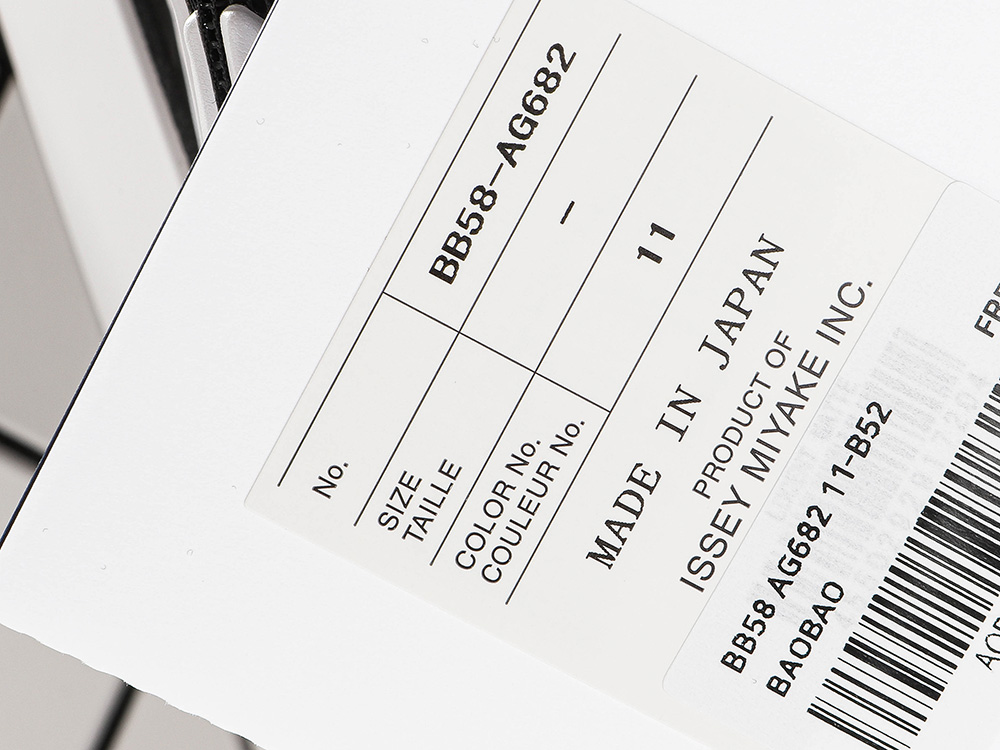 No. BB58-AG682
SIZE
TAILLE -
COLOR No.
COULEUR No. 11
MADE IN JAPAN
PRODUCT OF
ISSEY MIYAKE INC.
BB58 AG682 11-B52
BAOBAO